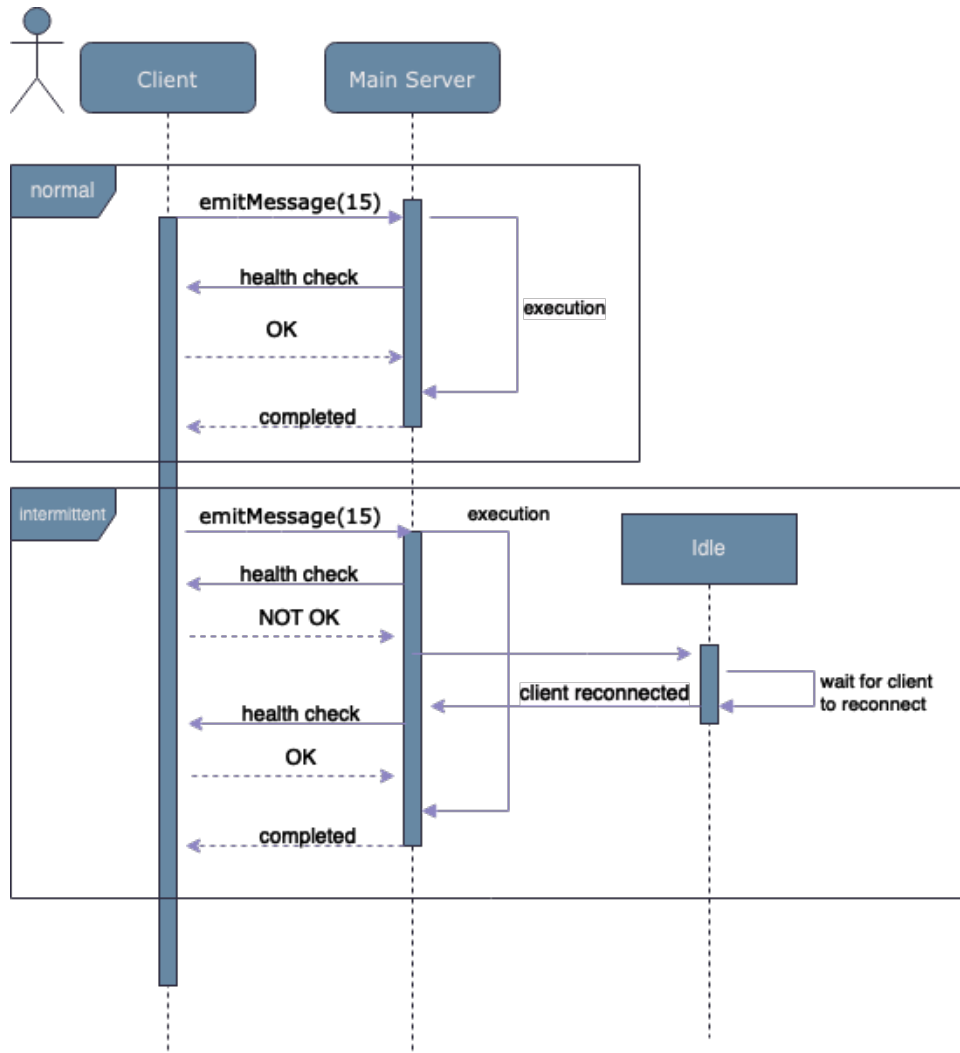 Client
Main Server
normal
emitMessage(15)
health check
execution
OK
completed
intermittent
emitMessage(15)
execution
Idle
health check
NOT OK
wait for client
to reconnect
client reconnected
health check
OK
completed